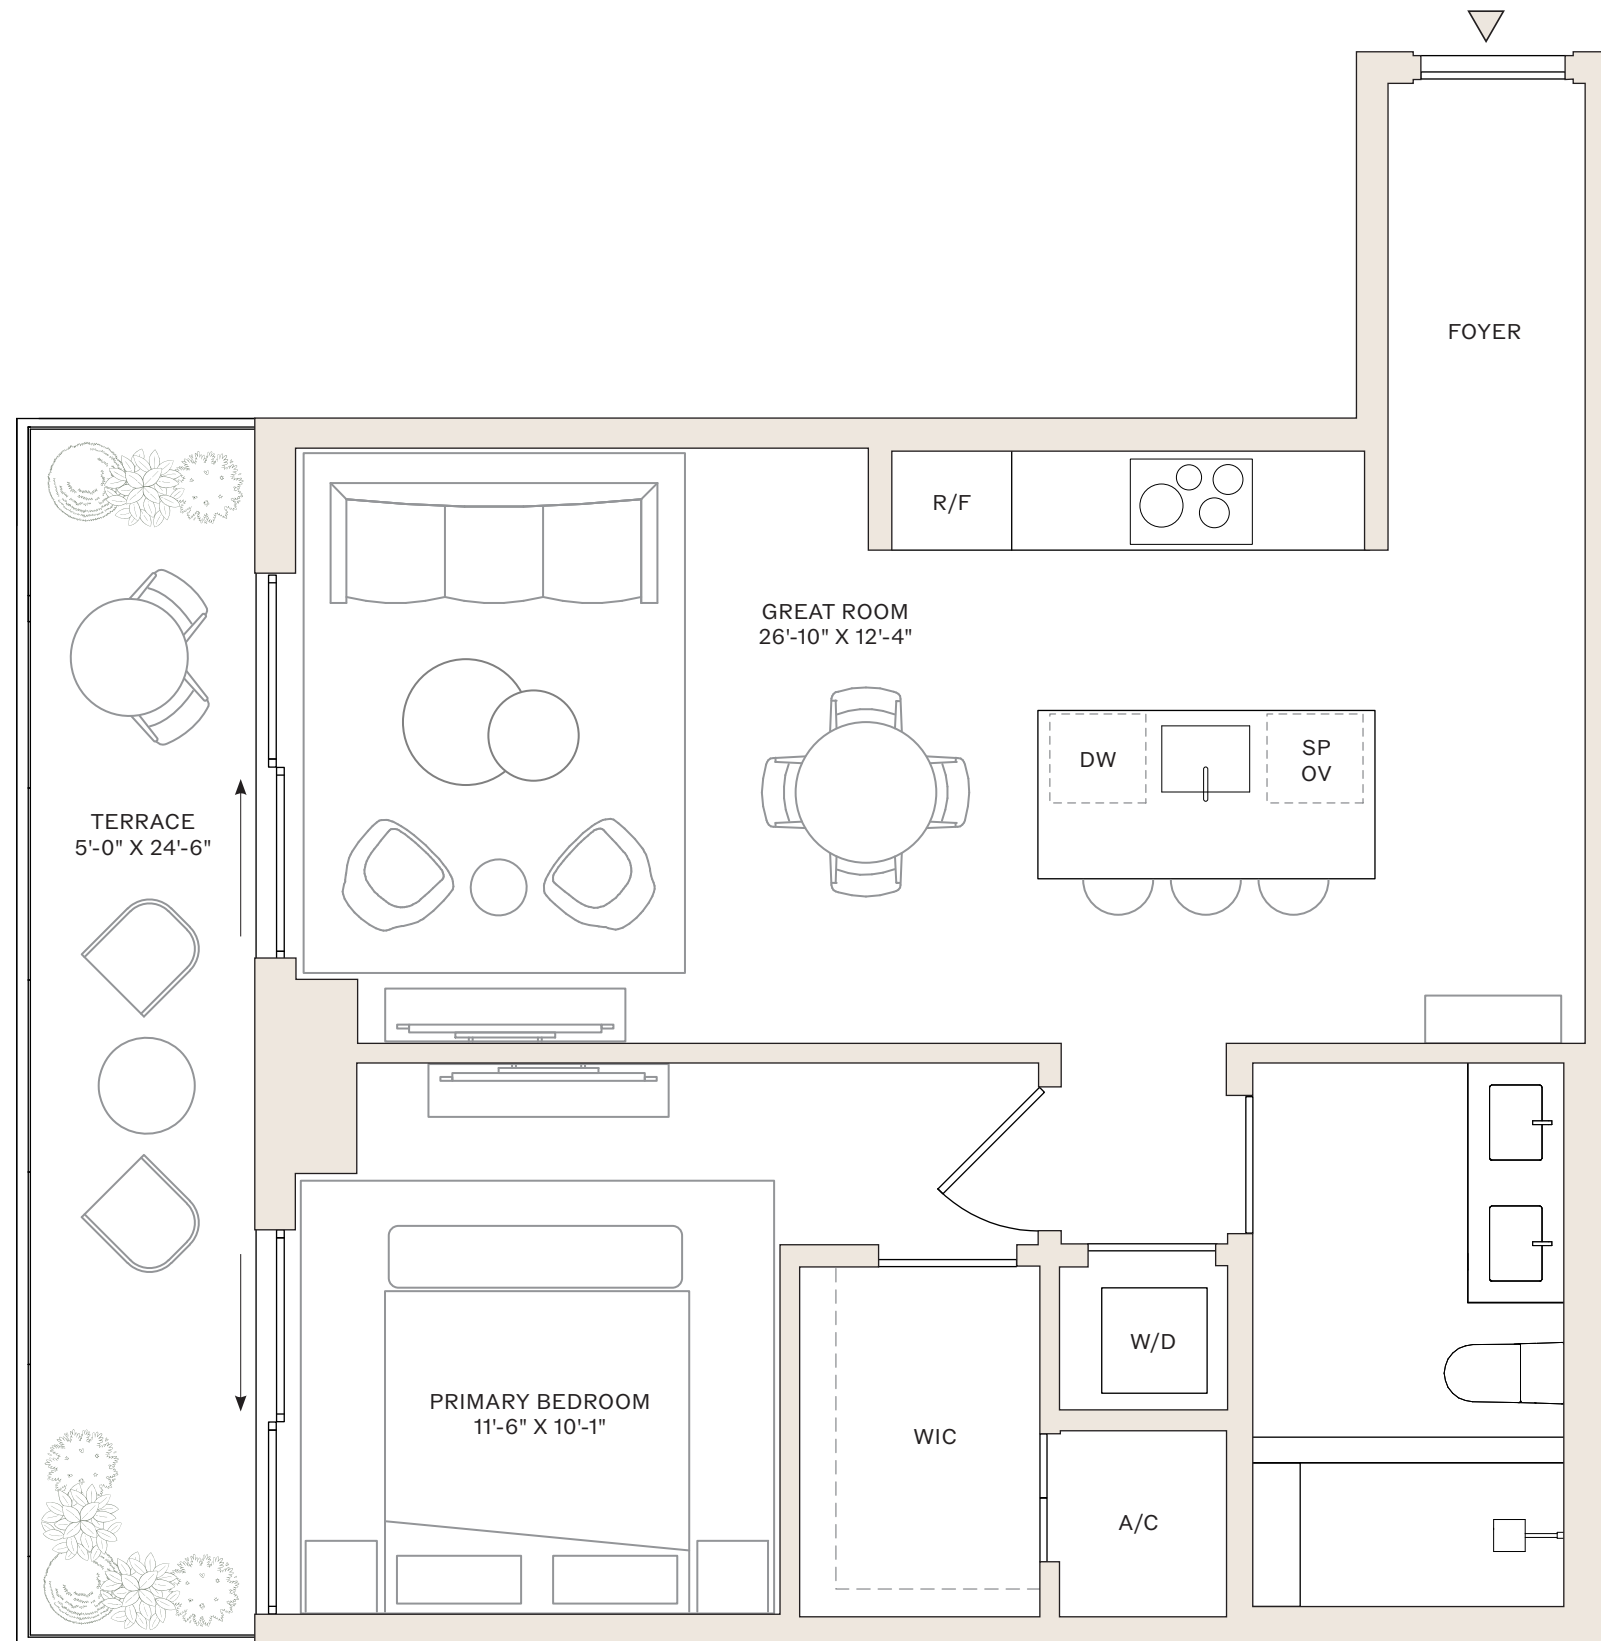 FOYER
R/F
GREAT ROOM
26'-10" X 12'-4"
DW
SP
OV
TERRACE
5'-0" X 24'-6"
W/D
PRIMARY BEDROOM
11'-6" X 10'-1"
WIC
A/C